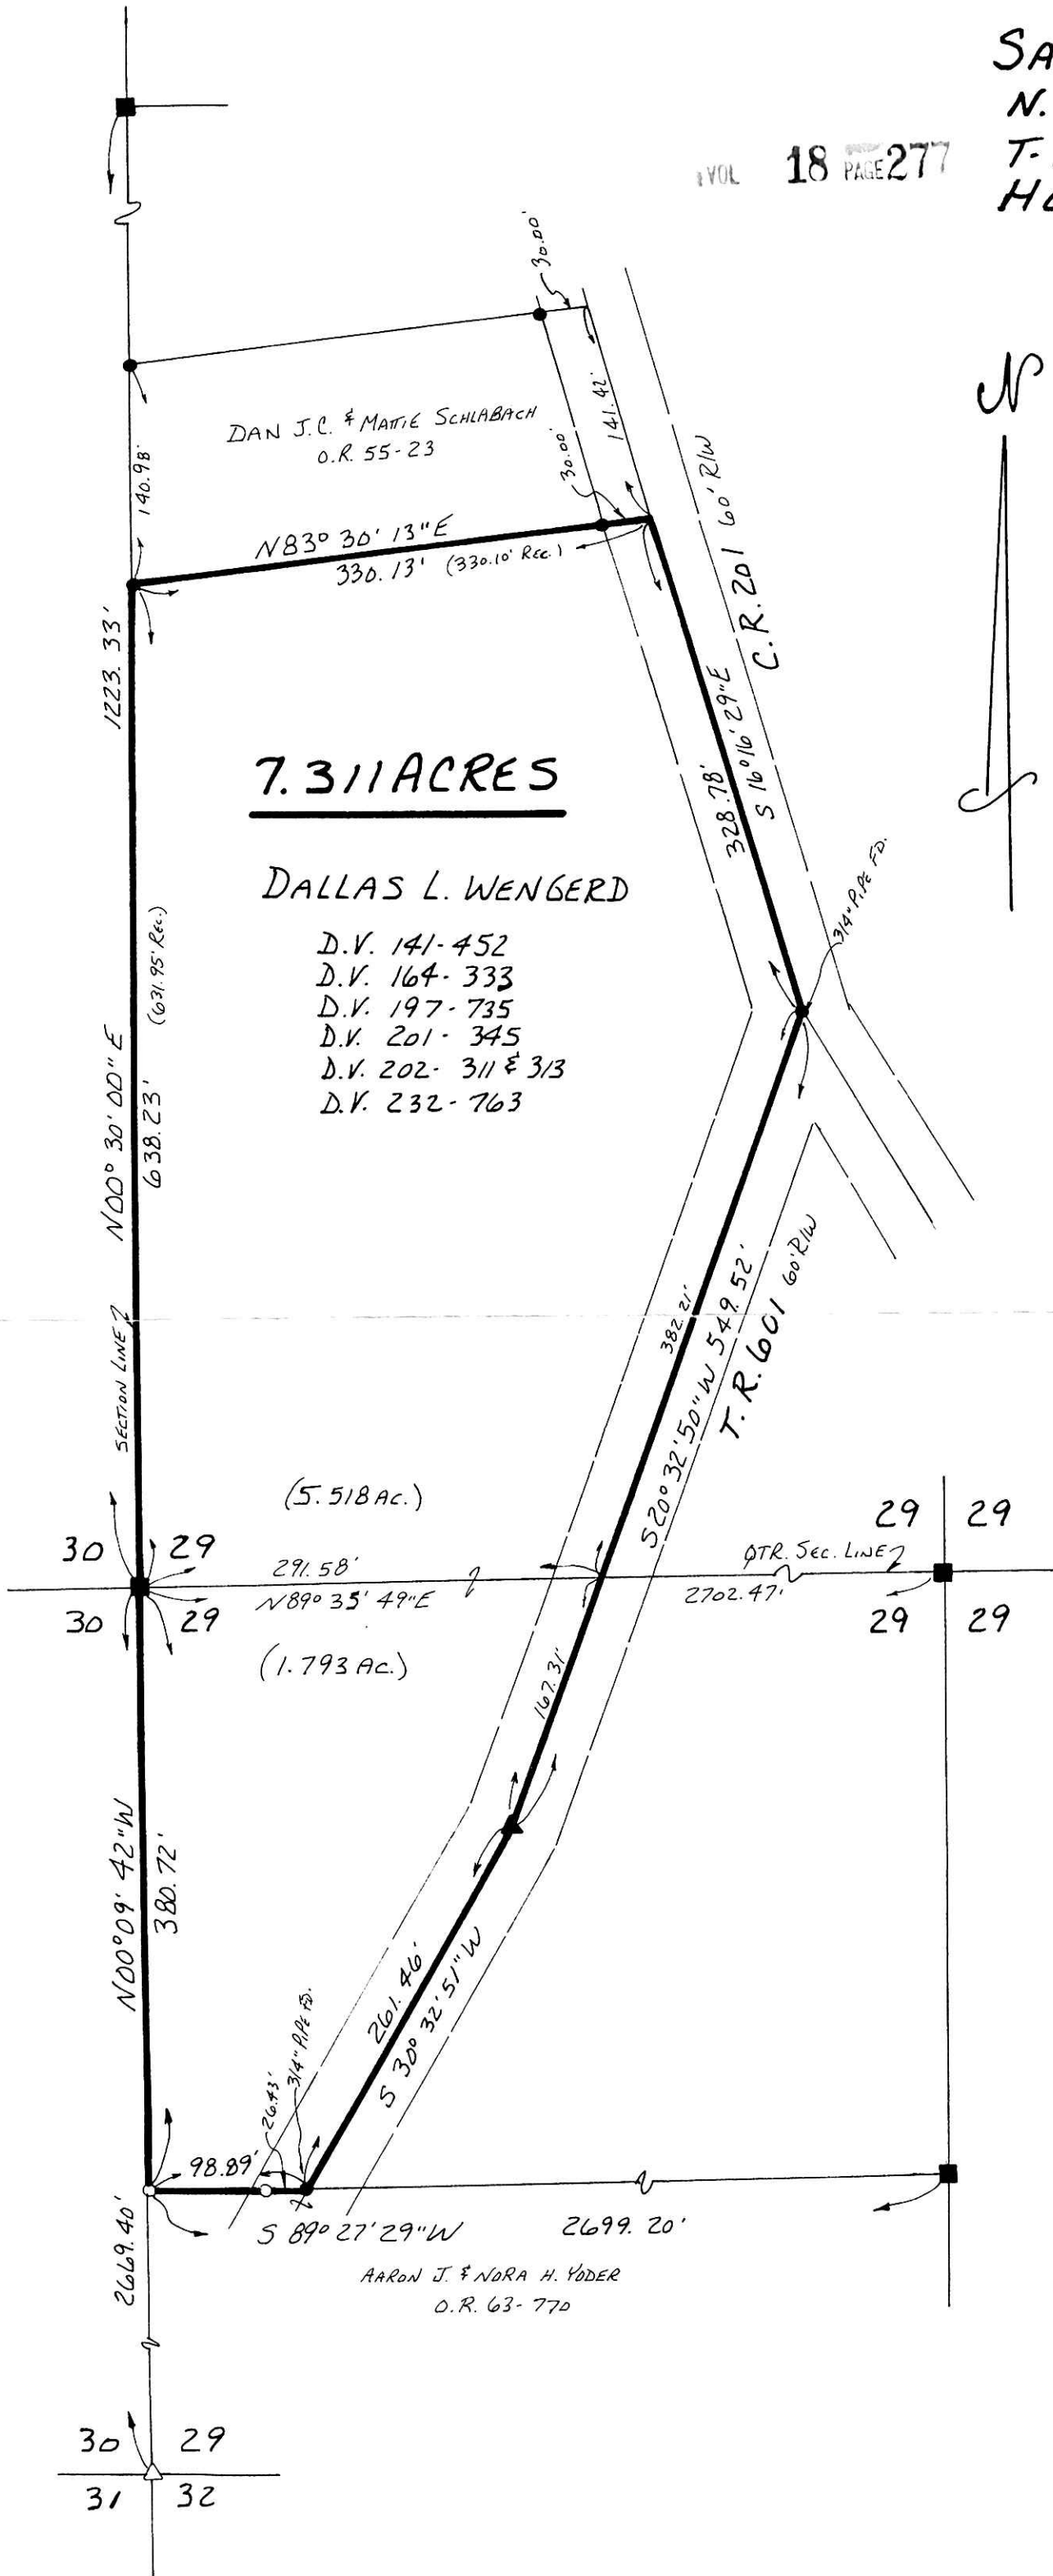 SA
N.
T-
VOL 18 PAGE 277
30.00'
N
DAN J.C. & MATTIE SCHLABACH
O.R. 55-23
140.98'
141.42'
30.00'
C.R. 201 60' R/W
N83° 30' 13"E
330.13' (330.10' REC.)
1223.33'
328.78'
S 16° 16' 29"E
7.311 ACRES
DALLAS L. WENGERD
D.V. 141-452
D.V. 164-333
D.V. 197-735
D.V. 201-345
D.V. 202-311 & 313
D.V. 232-763
3/4" PIPE FD.
(631.95' REC.)
N00° 30' 00"E
638.23'
SECTION LINE
382.21'
S20° 32' 50"W 549.52'
T.R. 601 60' R/W
(5.518 AC.)
30 29
29 29
291.58'
N89° 35' 49"E
QTR. SEC. LINE
2702.47'
30 29
29 29
(1.793 AC.)
167.31'
N00° 09' 42"W
380.72'
261.46'
S 30° 32' 51"W
3/4" PIPE FD.
26.43'
98.89'
2669.40'
S 89° 27' 29"W
2699.20'
AARON J. & NORA H. YODER
O.R. 63-770
30 29
31 32